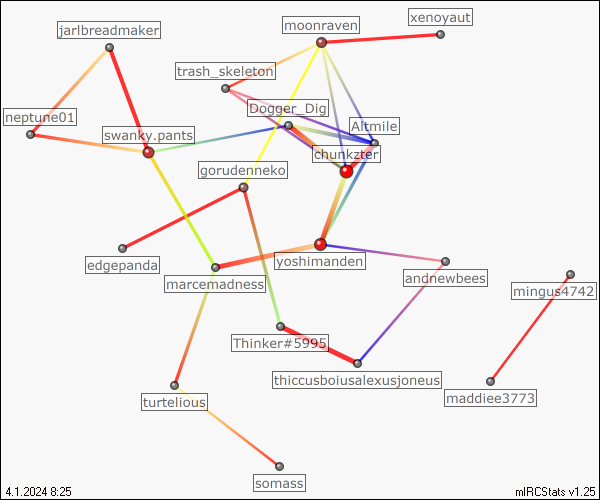 xenoyaut
moonraven
jarlbreadmaker
trash_skeleton
Dogger_Dig
neptune01
Altmile
swanky.pants
chunkzter
gorudenneko
edgepanda
yoshimanden
andnewbees
marcemadness
mingus4742
Thinker#5995
thiccusboiusalexusjoneus
maddiee3773
turtelious
somass
4.1.2024 8:25
mIRCStats v1.25